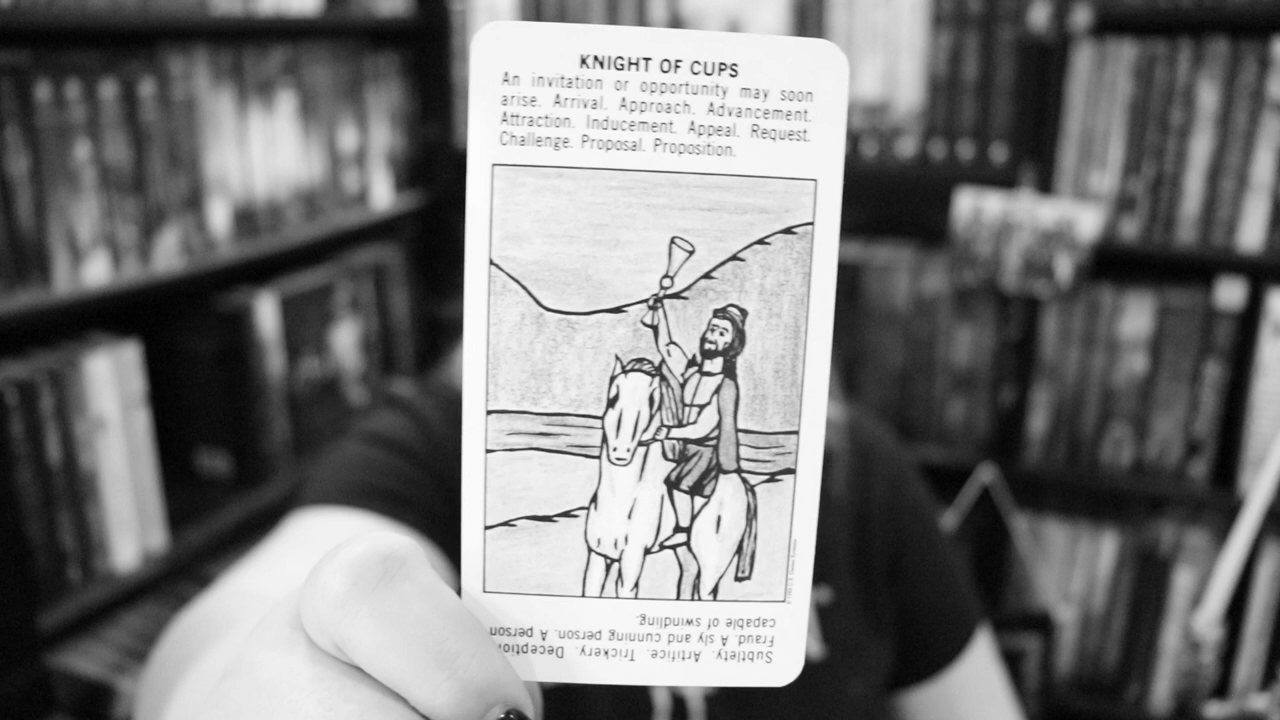 KNIGHT OF CUPS
An invitation or opportunity may soon
arise. Arrival. Approach. Advancement.
Attraction. Inducement. Appeal. Request.
Challenge. Proposal. Proposition.
Subtlety. Artifice. Trickery. Deceptio
Fraud. A sly and cunning person. A person
capable of swindling.